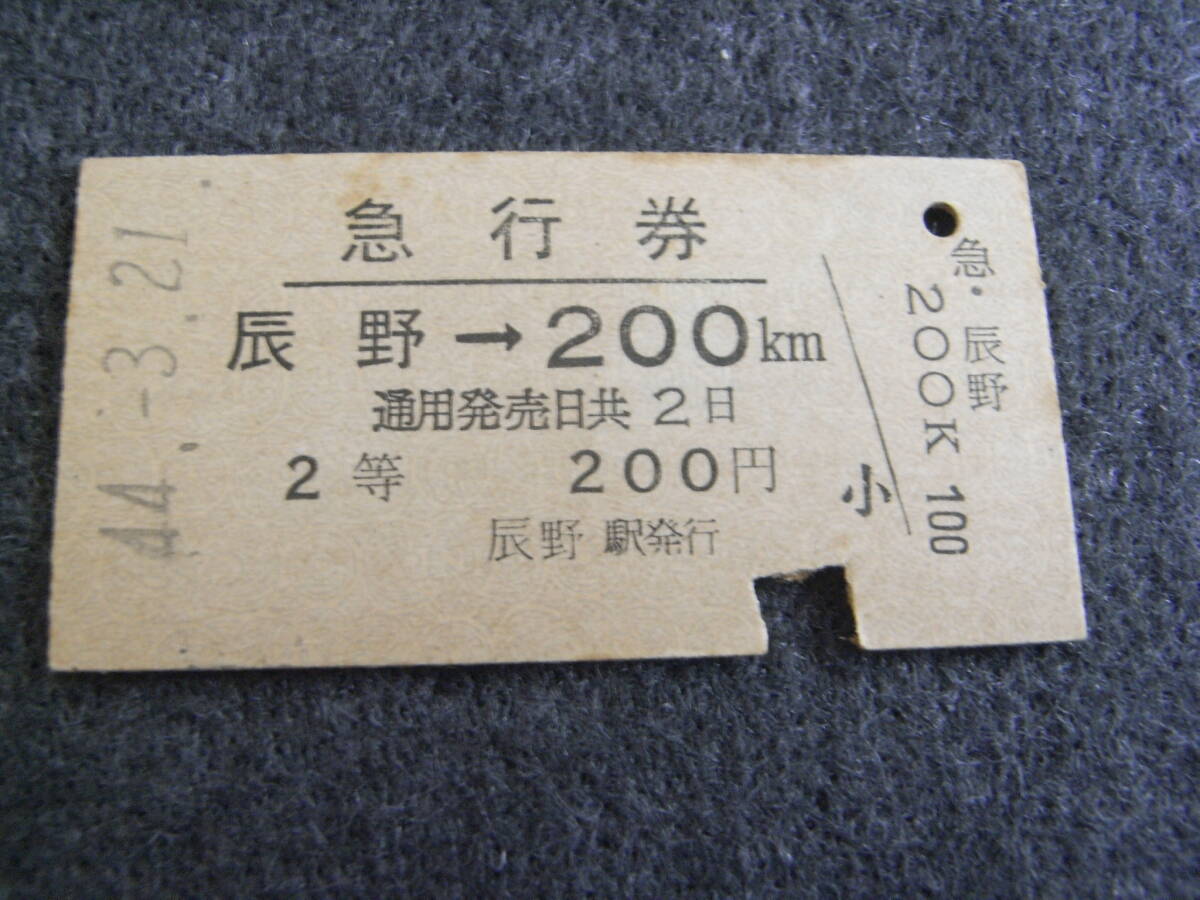 44.-3.21
急行券
辰野→200km
通用発売日共2日
2等 200円
辰野駅発行
小
急・辰野
200K 100